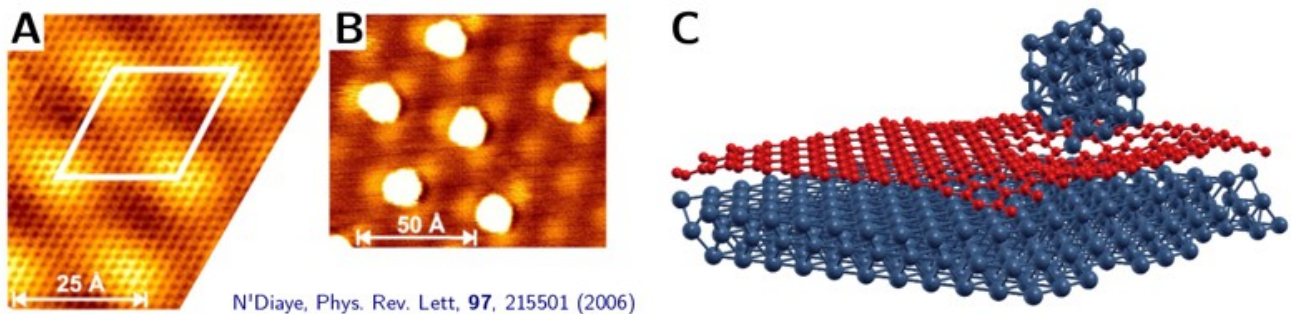 A
B
C
25 Å
50 Å
N'Diaye, Phys. Rev. Lett, 97, 215501 (2006)